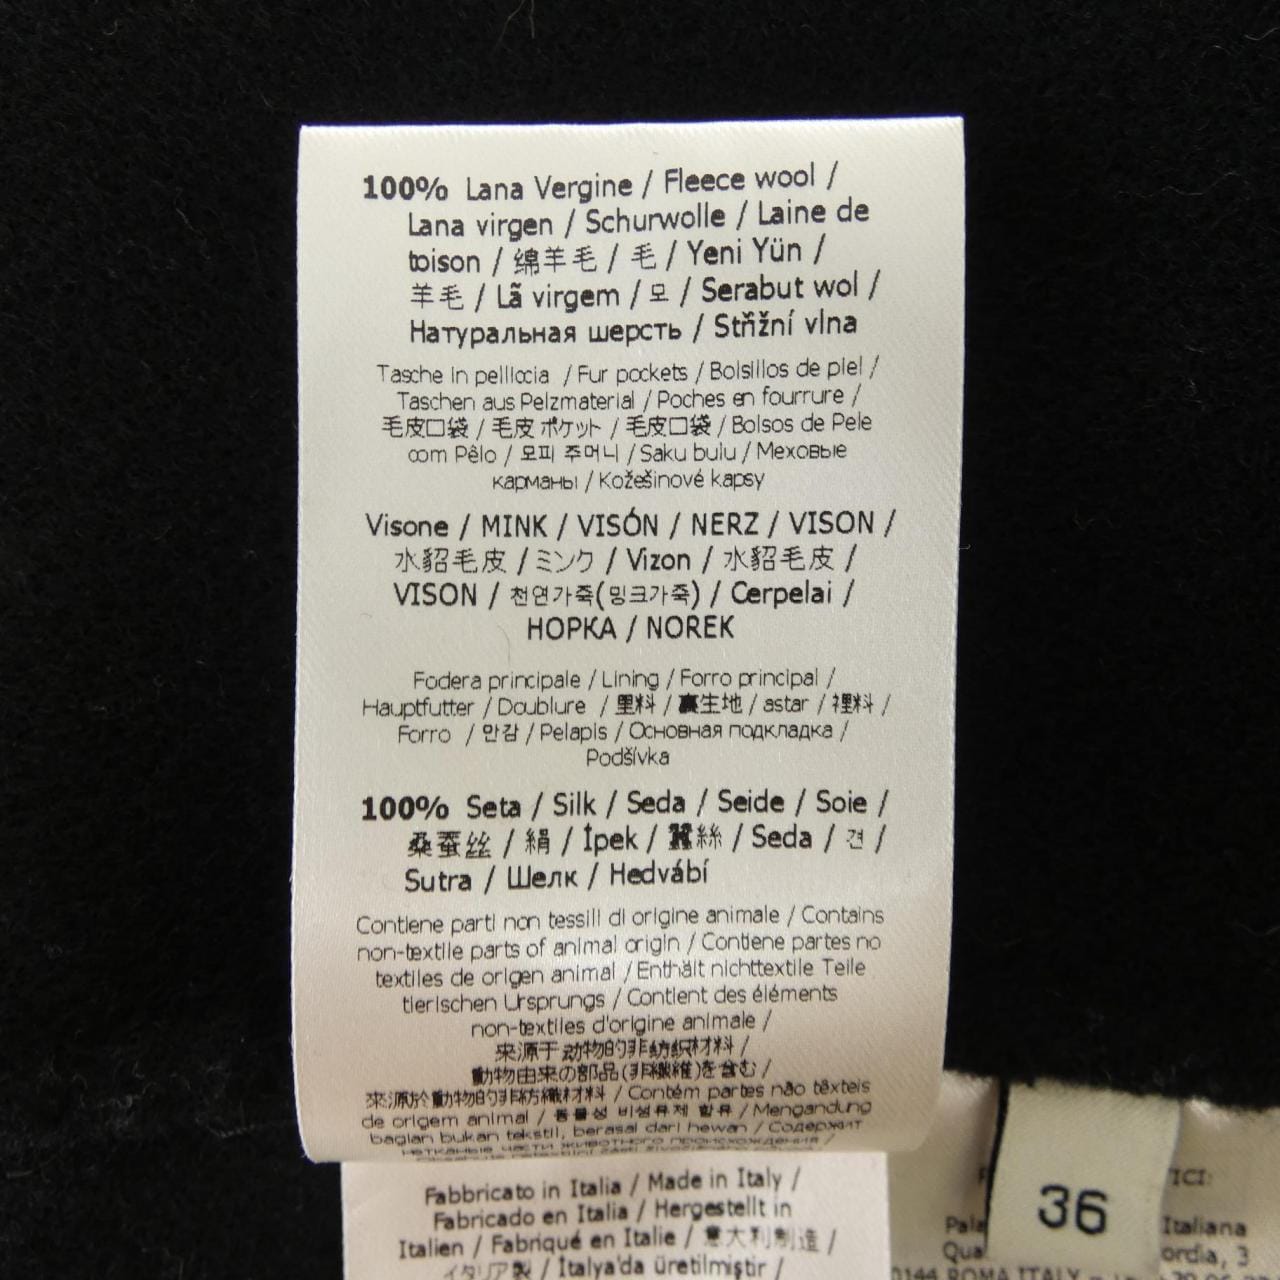 100% Lana Vergine / Fleece wool /
Lana virgen / Schurwolle / Laine de
toison / 绵羊毛 / 毛 / Yeni Yün /
羊毛 / Lã virgem / 모 / Serabut wol /
Натуральная шерсть / Střižní vlna
Tasche in pelliccia / Fur pockets / Bolsillos de piel /
Taschen aus Pelzmaterial / Poches en fourrure /
毛皮口袋 / 毛皮 ポケット / 毛皮口袋 / Bolsos de Pele
com Pêlo / 모피 주머니 / Saku bulu / Меховые
карманы / Kožešinové kapsy
Visone / MINK / VISÓN / NERZ / VISON /
水貂毛皮 / ミンク / Vizon / 水貂毛皮 /
VISON / 천연가죽(밍크가죽) / Cerpelai /
НОРКА / NOREK
Fodera principale / Lining / Forro principal /
Hauptfutter / Doublure / 里料 / 裏生地 / astar / 裡料 /
Forro / 안감 / Pelapis / Основная подкладка /
Podšívka
100% Seta / Silk / Seda / Seide / Soie /
桑蚕丝 / 絹 / İpek / 蠶絲 / Seda / 견 /
Sutra / Шелк / Hedvábí
Contiene parti non tessili di origine animale / Contains
non-textile parts of animal origin / Contiene partes no
textiles de origen animal / Enthält nichttextile Teile
tierischen Ursprungs / Contient des éléments
non-textiles d'origine animale /
来源于动物的非纺织材料 /
動物由来の部品(非繊維)を含む /
來源於動物的非紡織材料 / Contém partes não têxteis
de origem animal / 동물성 비섬유제 함유 / Mengandung
bagian bukan tekstil, berasal dari hewan / Содержит
нетканые части животного происхождения /
Fabbricato in Italia / Made in Italy /
Fabricado en Italia / Hergestellt in
Italien / Fabriqué en Italie / 意大利制造 /
イタリア製 / İtalya'da üretilmiştir /
36
Italiana
ordia, 3
ROMA ITALY